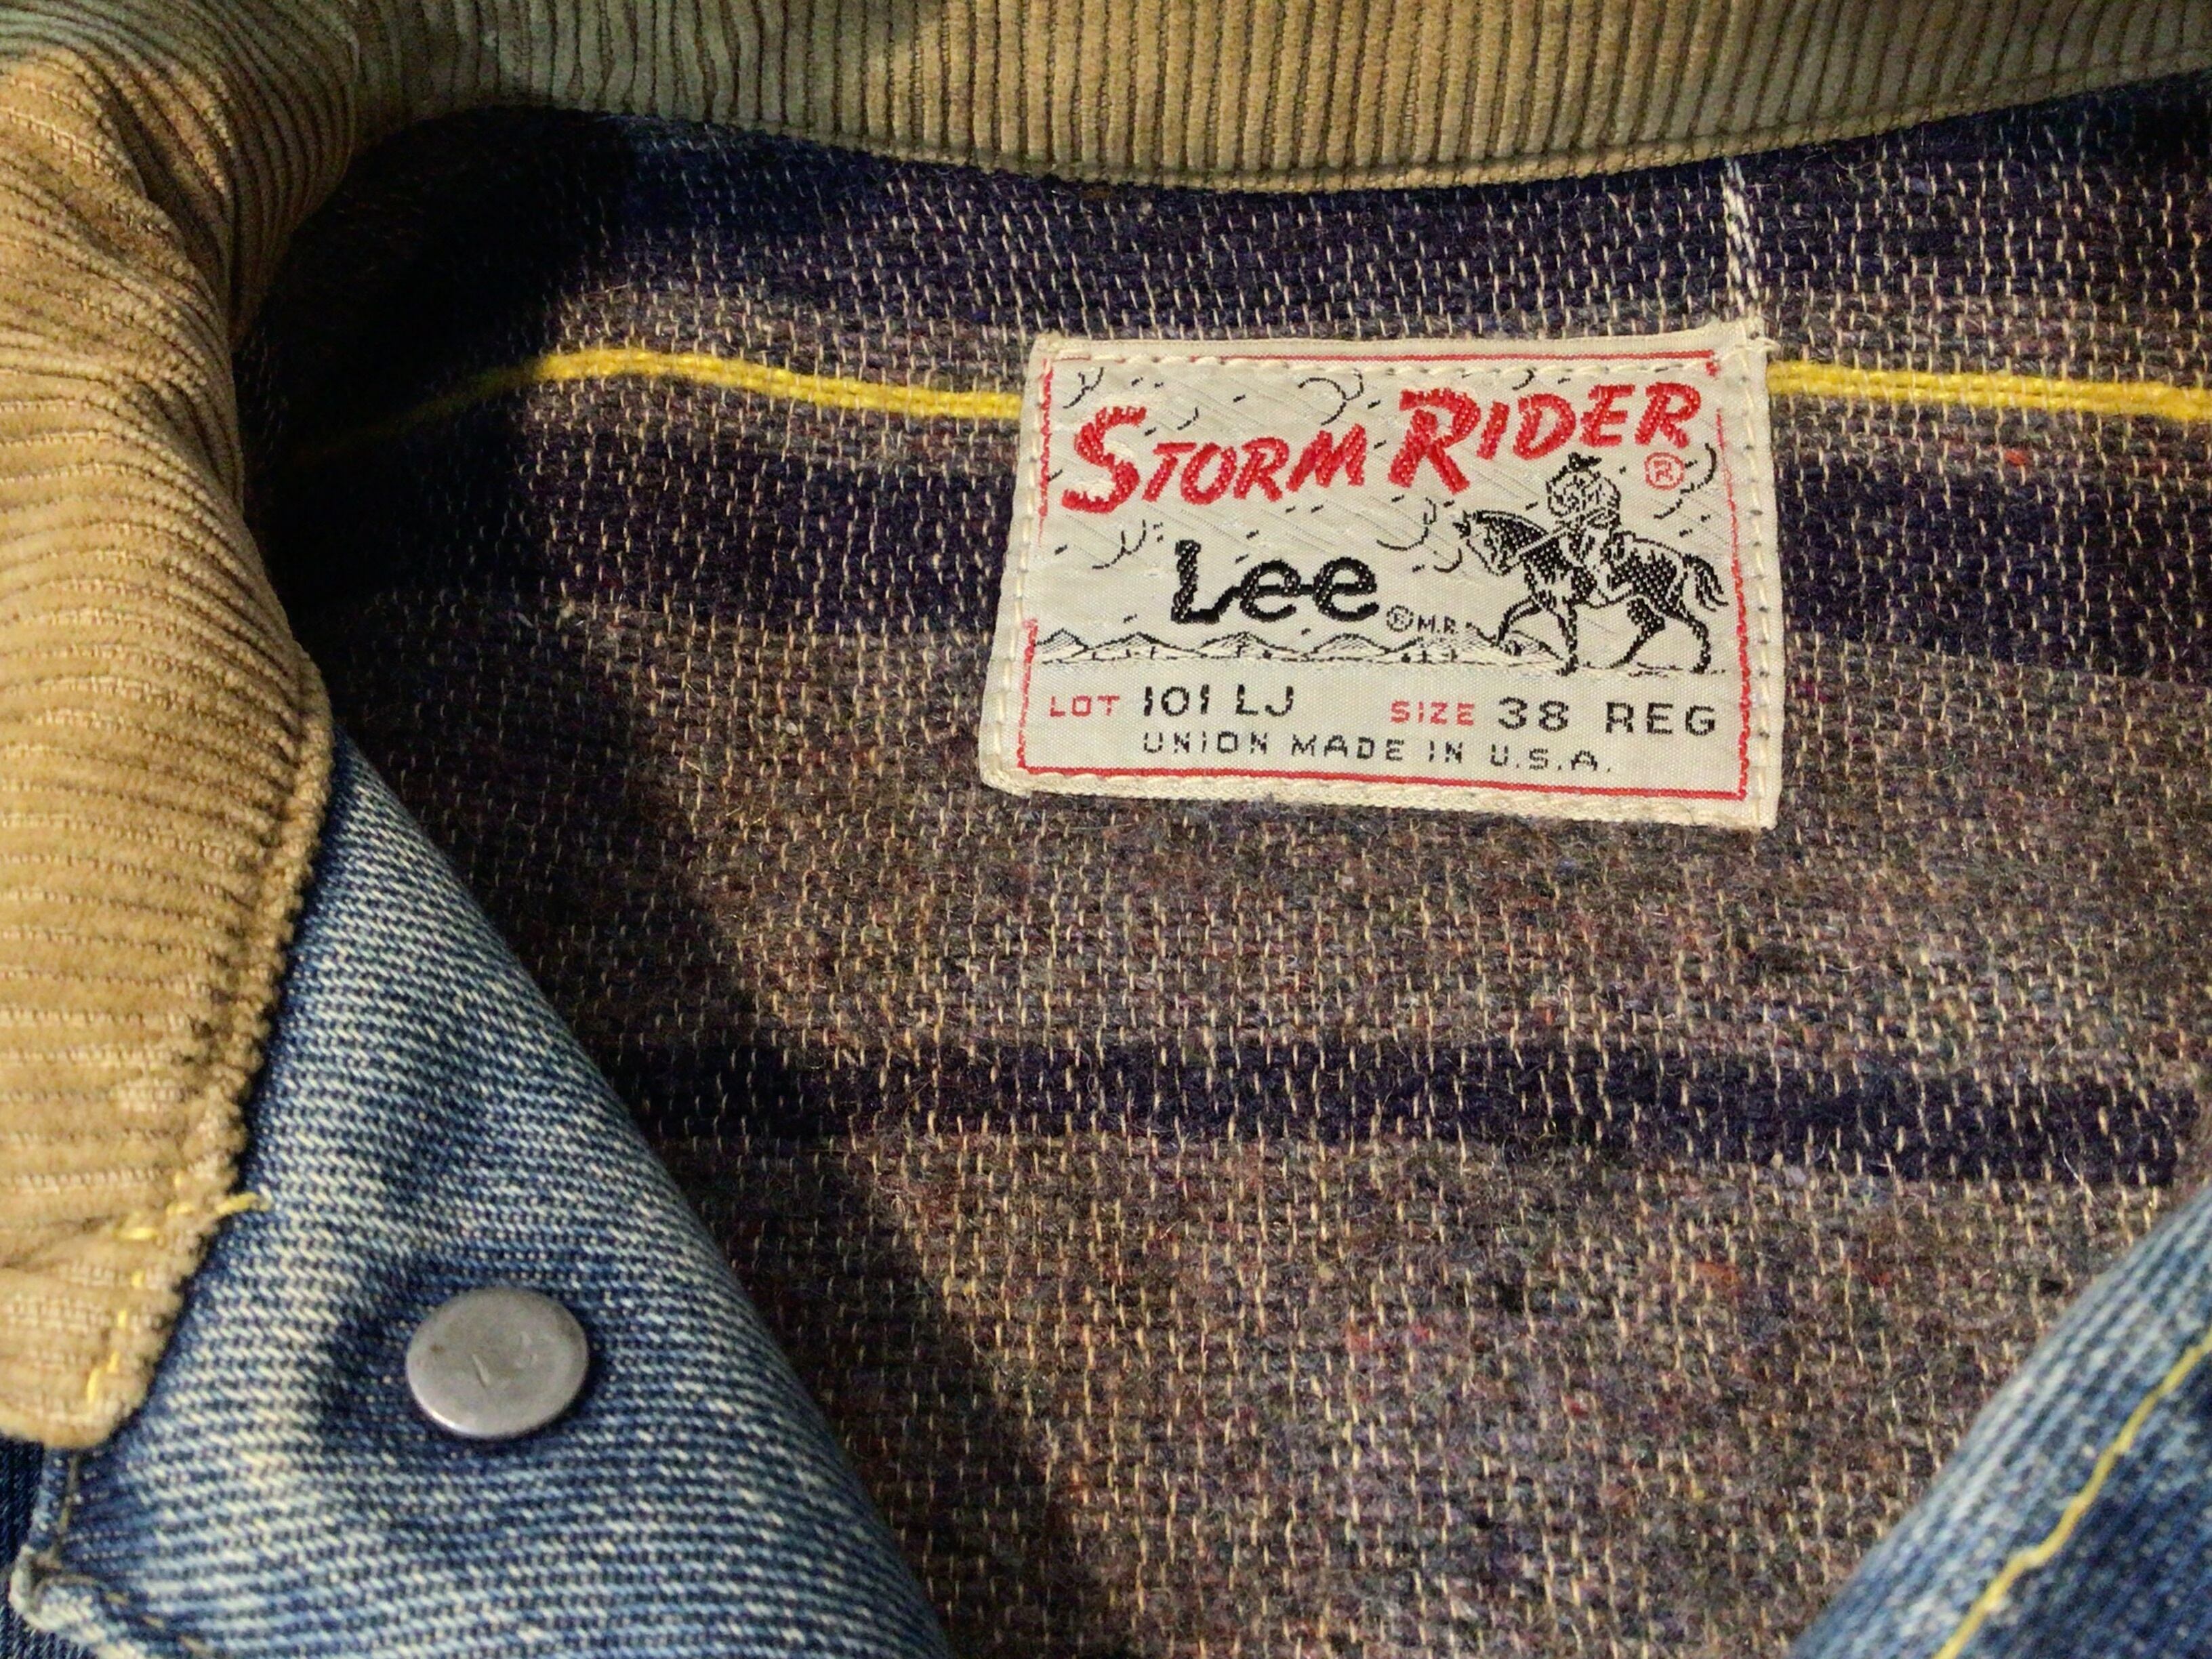 STORM RIDER
®
Lee ® M.R.
LOT 101 LJ SIZE 38 REG
UNION MADE IN U.S.A.